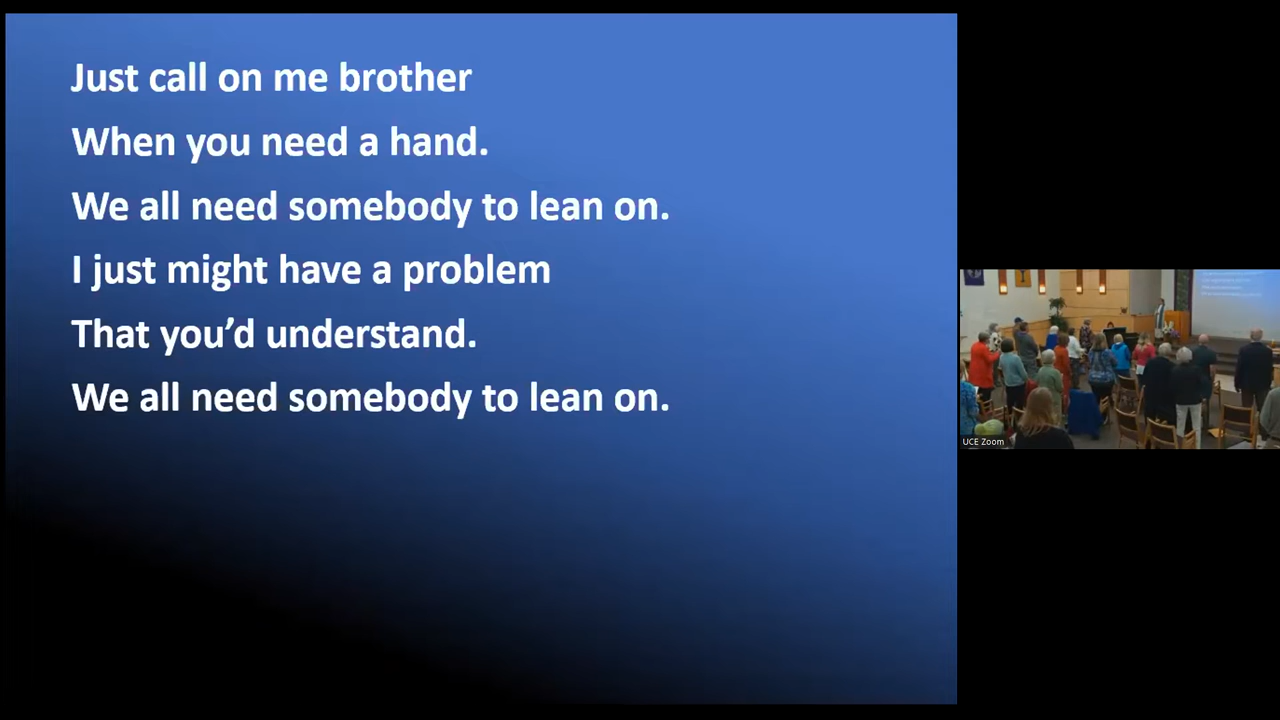 Just call on me brother
When you need a hand.
We all need somebody to lean on.
I just might have a problem
That you’d understand.
We all need somebody to lean on.
UCE Zoom